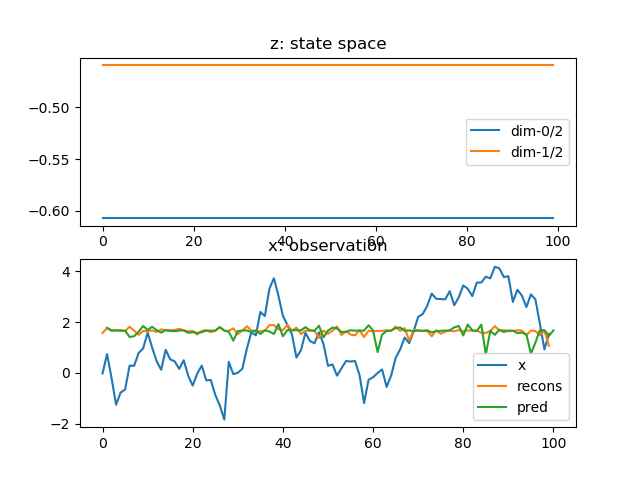 z: state space
−0.50
−0.55
−0.60
dim-0/2
dim-1/2
0 20 40 60 80 100
x: observation
4
2
0
−2
x
recons
pred
0 20 40 60 80 100